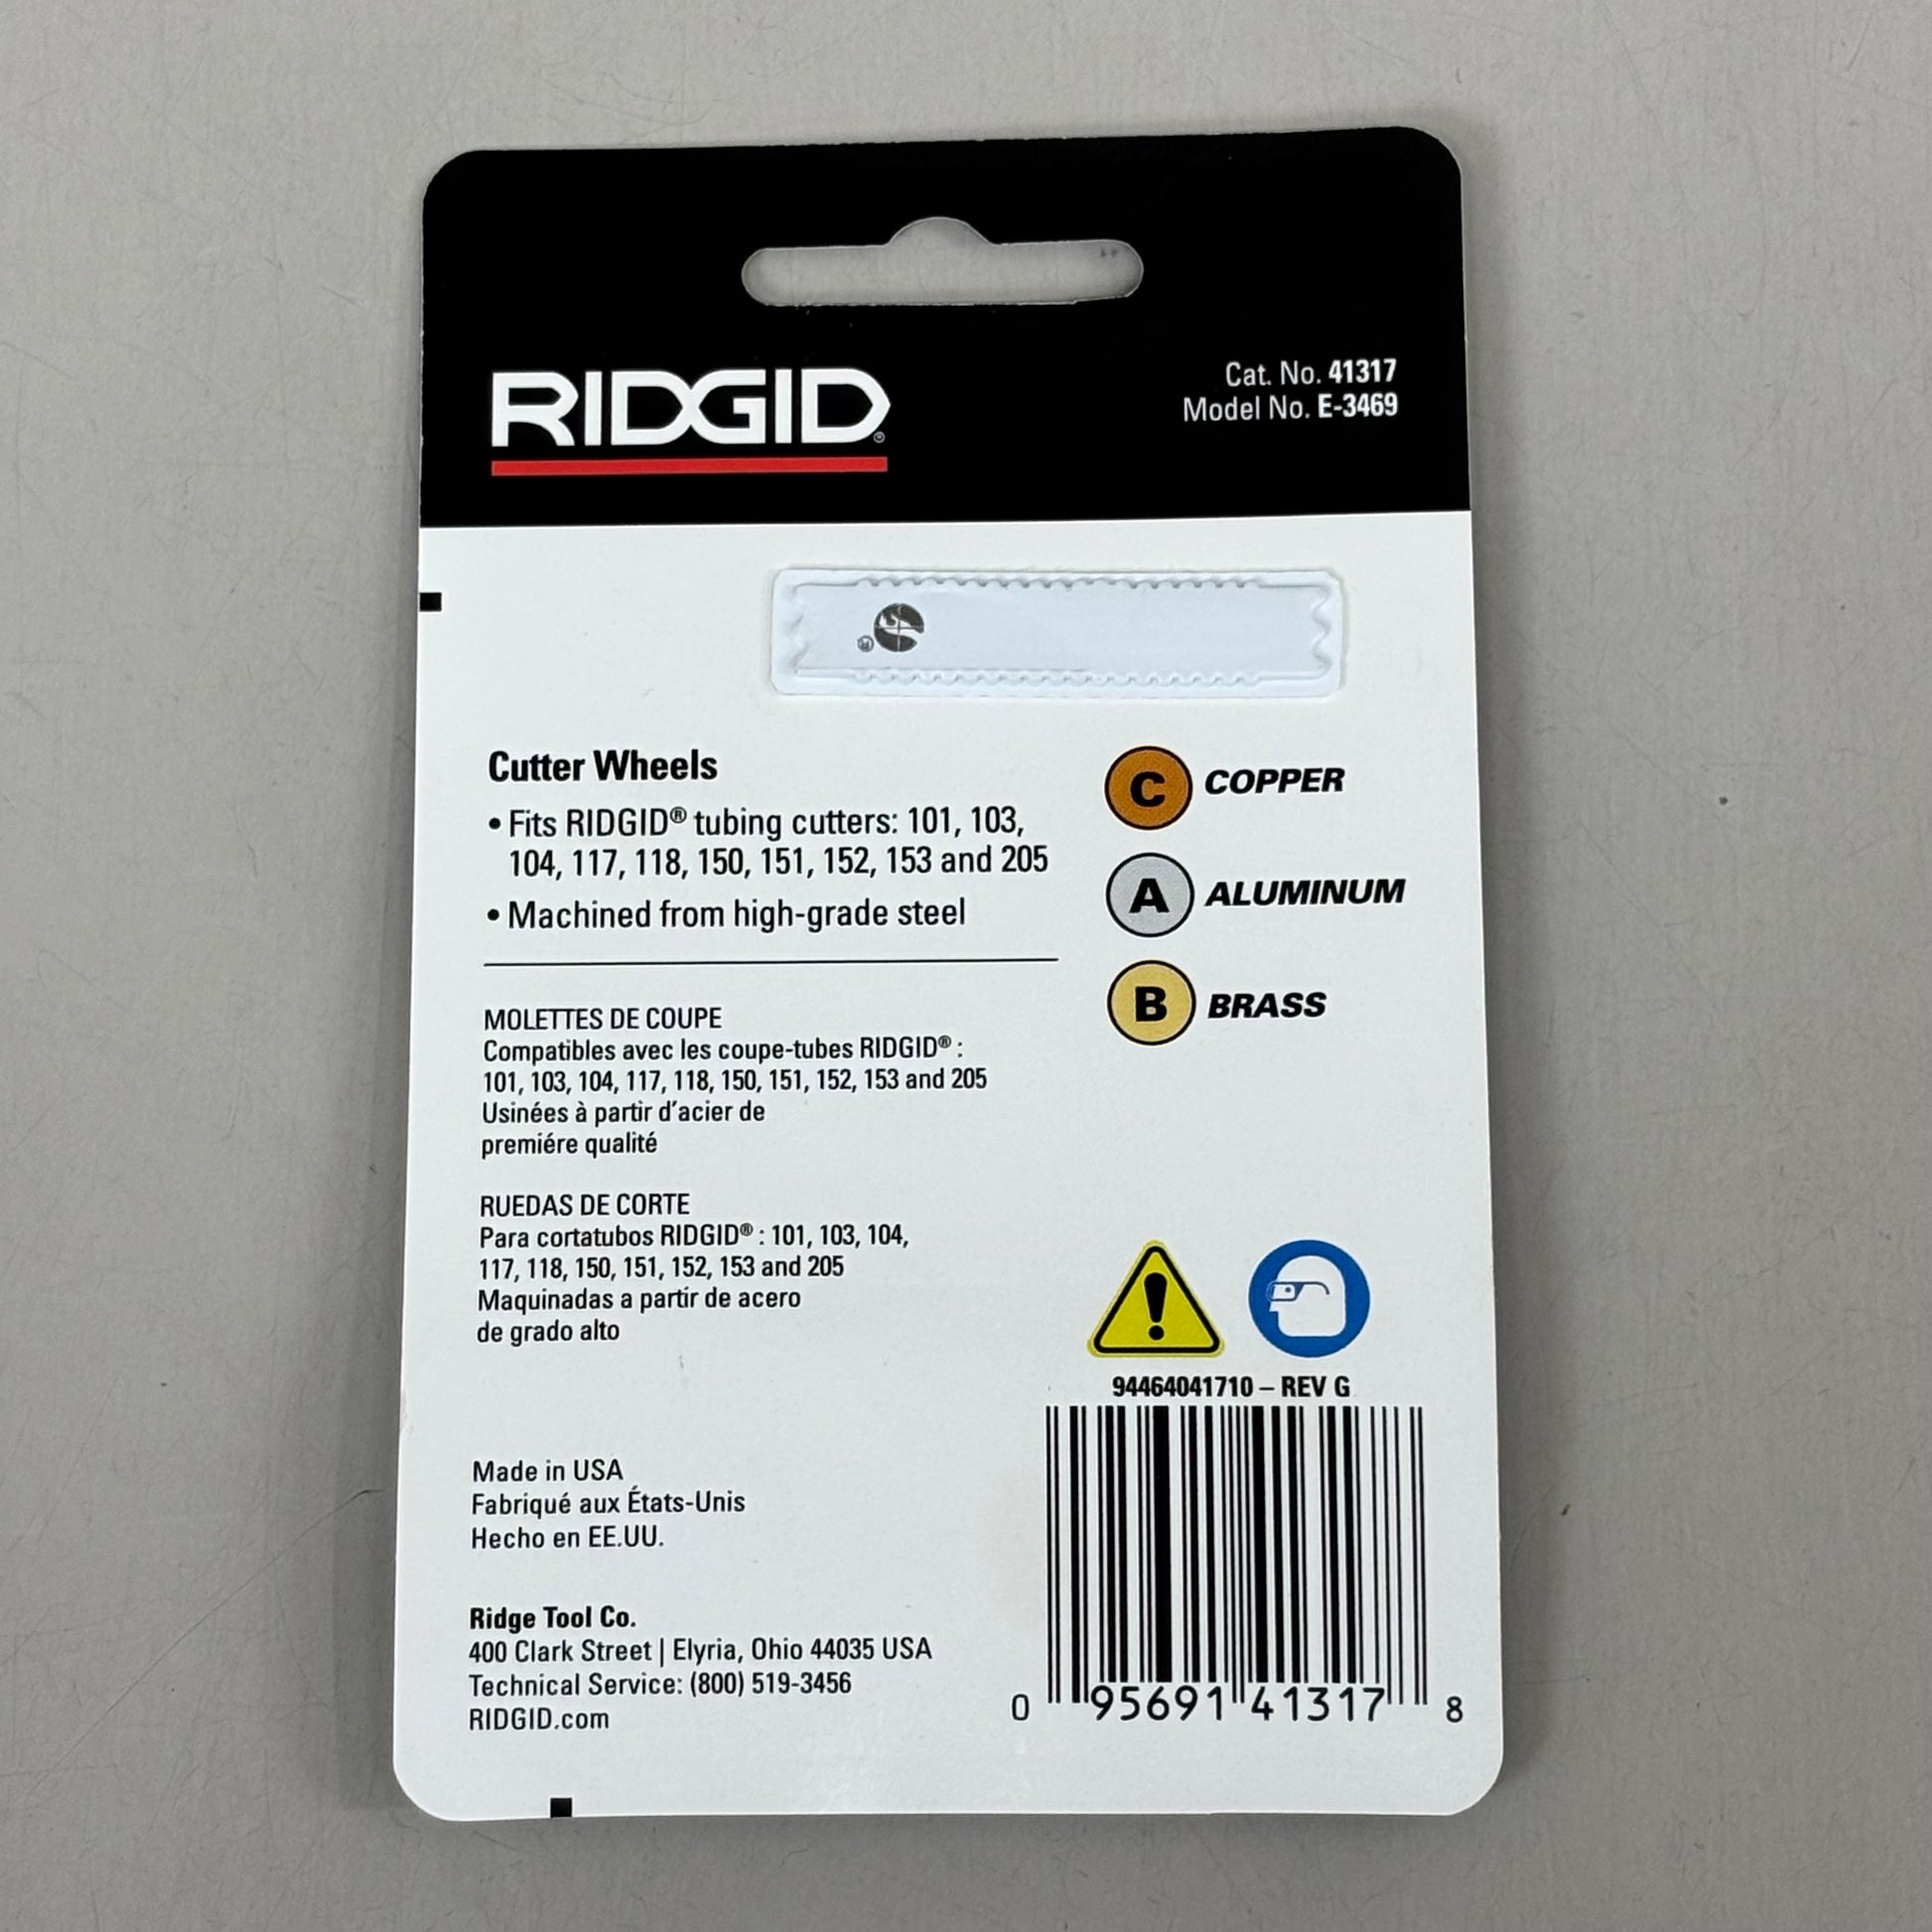 RIDGID®
Cat. No. 41317
Model No. E-3469
®
Cutter Wheels
• Fits RIDGID® tubing cutters: 101, 103,
104, 117, 118, 150, 151, 152, 153 and 205
• Machined from high-grade steel
C COPPER
A ALUMINUM
B BRASS
MOLETTES DE COUPE
Compatibles avec les coupe-tubes RIDGID® :
101, 103, 104, 117, 118, 150, 151, 152, 153 and 205
Usinées à partir d'acier de
premiére qualité
RUEDAS DE CORTE
Para cortatubos RIDGID® : 101, 103, 104,
117, 118, 150, 151, 152, 153 and 205
Maquinadas a partir de acero
de grado alto
!
94464041710 – REV G
Made in USA
Fabriqué aux États-Unis
Hecho en EE.UU.
Ridge Tool Co.
400 Clark Street | Elyria, Ohio 44035 USA
Technical Service: (800) 519-3456
RIDGID.com
0 95691 41317 8